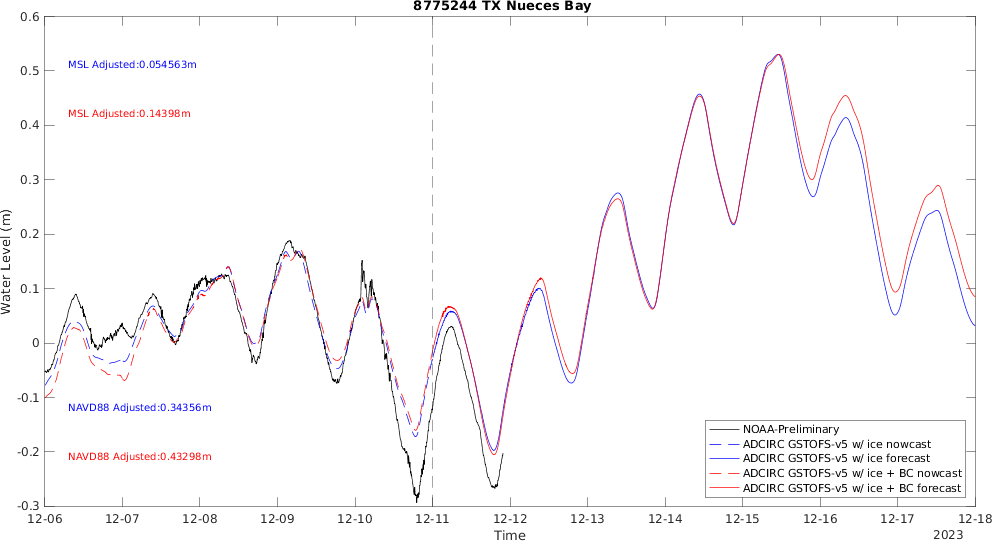 8775244 TX Nueces Bay
0.6
0.5
0.4
0.3
0.2
0.1
0
-0.1
-0.2
-0.3
Water Level (m)
MSL Adjusted:0.054563m
MSL Adjusted:0.14398m
NAVD88 Adjusted:0.34356m
NAVD88 Adjusted:0.43298m
NOAA-Preliminary
ADCIRC GSTOFS-v5 w/ ice nowcast
ADCIRC GSTOFS-v5 w/ ice forecast
ADCIRC GSTOFS-v5 w/ ice + BC nowcast
ADCIRC GSTOFS-v5 w/ ice + BC forecast
12-06 12-07 12-08 12-09 12-10 12-11 12-12 12-13 12-14 12-15 12-16 12-17 12-18
Time
2023